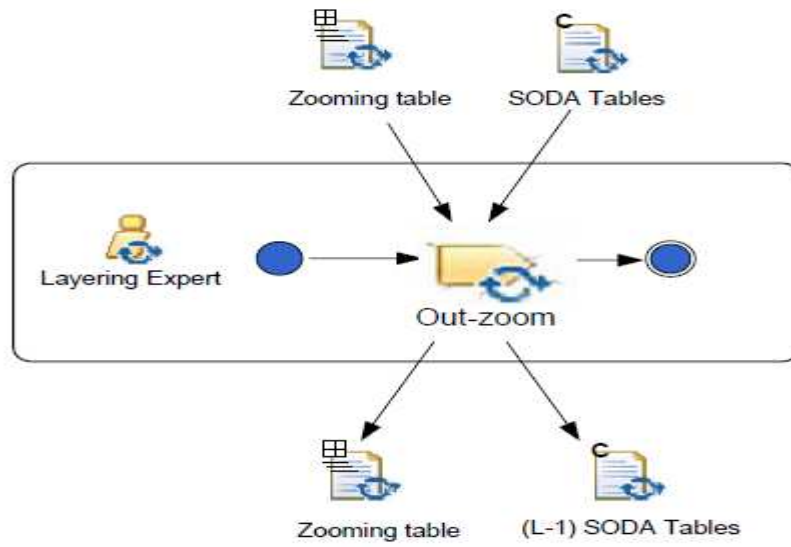 C
Zooming table
SODA Tables
Layering Expert
Out-zoom
C
Zooming table
(L-1) SODA Tables